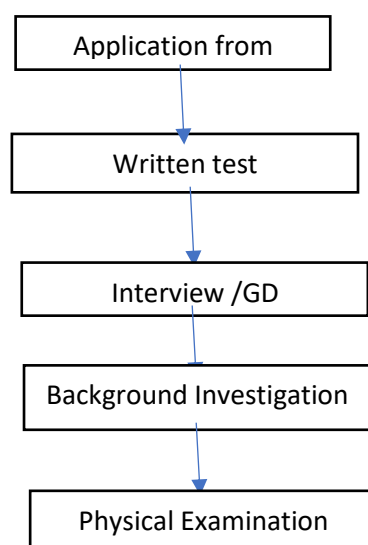 Application from
Written test
Interview /GD
Background Investigation
Physical Examination